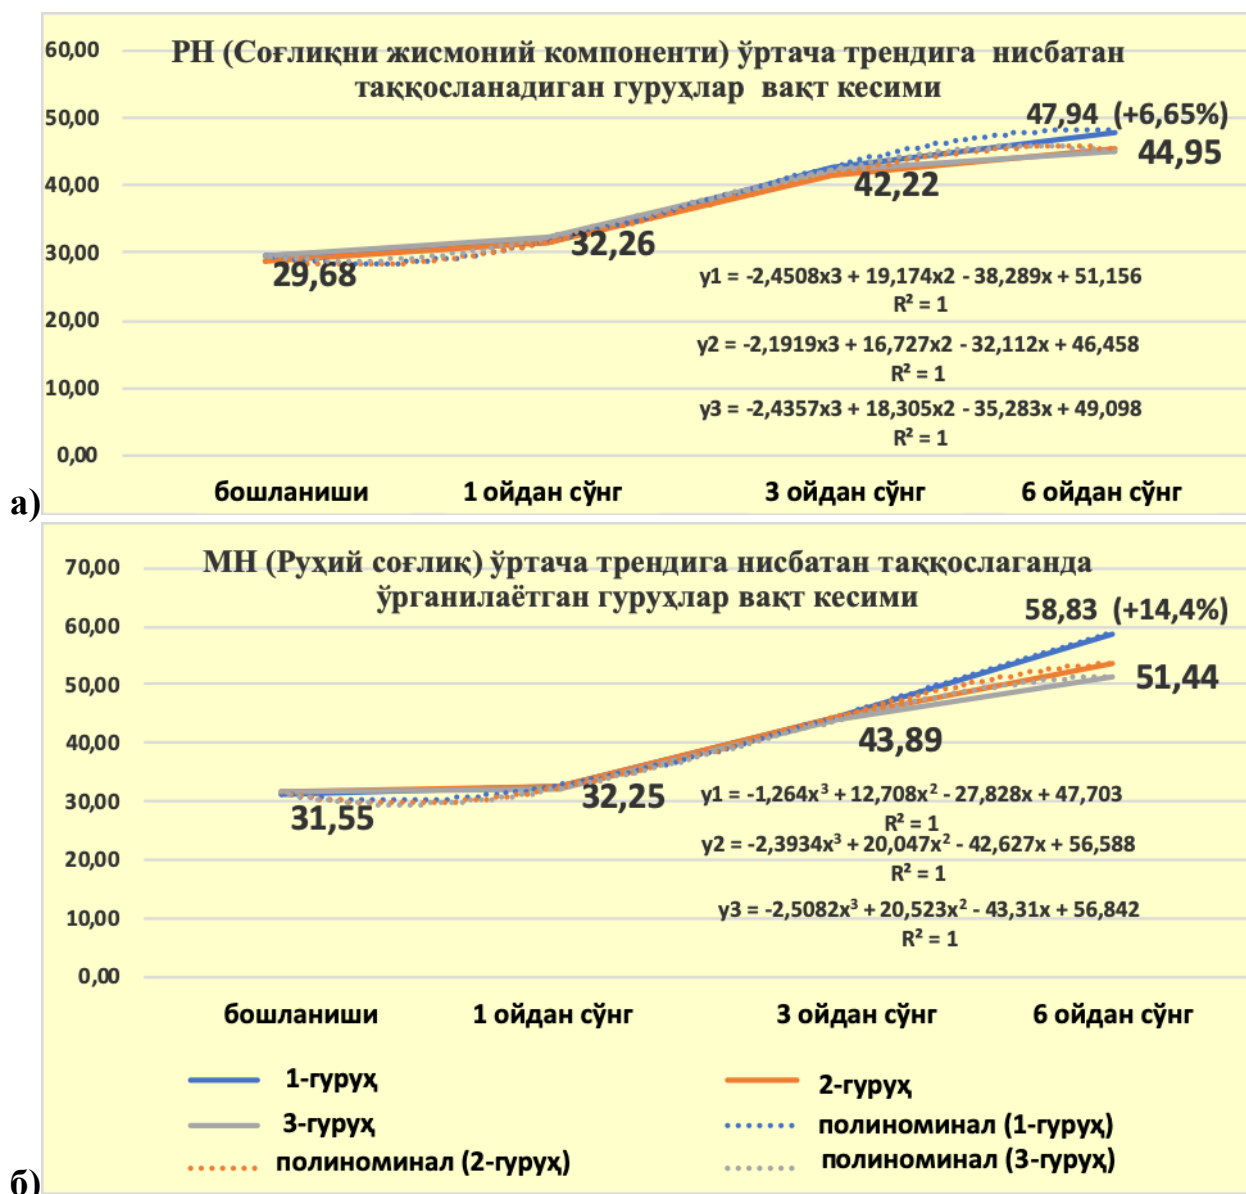 60,00
РН (Соғлиқни жисмоний компоненти) ўртача трендига нисбатан
таққосланадиган гуруҳлар вақт кесими
50,00
47,94 (+6,65%)
44,95
40,00
42,22
32,26
30,00
29,68
y1 = -2,4508x3 + 19,174x2 - 38,289x + 51,156
R² = 1
20,00
y2 = -2,1919x3 + 16,727x2 - 32,112x + 46,458
R² = 1
10,00
y3 = -2,4357x3 + 18,305x2 - 35,283x + 49,098
R² = 1
0,00
бошланиши 1 ойдан сўнг 3 ойдан сўнг 6 ойдан сўнг
а)
70,00
МН (Руҳий соғлиқ) ўртача трендига нисбатан таққослаганда
ўрганилаётган гуруҳлар вақт кесими
60,00
58,83 (+14,4%)
50,00
51,44
40,00
43,89
30,00
31,55
32,25
y1 = -1,264x³ + 12,708x² - 27,828x + 47,703
R² = 1
20,00
y2 = -2,3934x³ + 20,047x² - 42,627x + 56,588
R² = 1
10,00
y3 = -2,5082x³ + 20,523x² - 43,31x + 56,842
R² = 1
0,00
бошланиши 1 ойдан сўнг 3 ойдан сўнг 6 ойдан сўнг
1-гуруҳ 2-гуруҳ
3-гуруҳ полиноминал (1-гуруҳ)
полиноминал (2-гуруҳ) полиноминал (3-гуруҳ)
б)